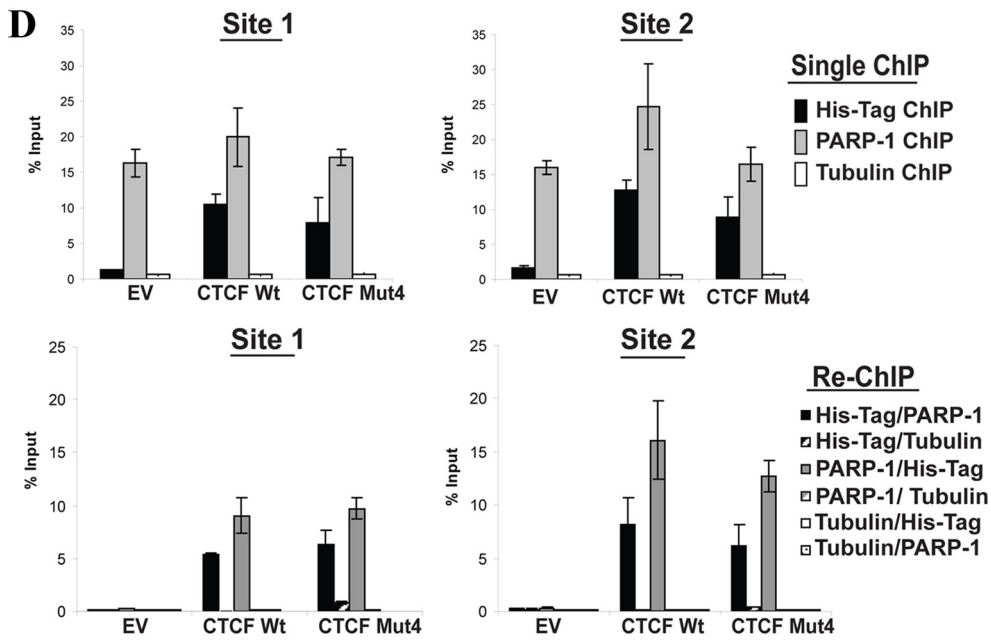 D
Site 1
35
30
25
20
15
10
5
0
% Input
EV CTCF Wt CTCF Mut4
Site 2
35
30
25
20
15
10
5
0
% Input
EV CTCF Wt CTCF Mut4
Single ChIP
His-Tag ChIP
PARP-1 ChIP
Tubulin ChIP
Site 1
25
20
15
10
5
0
% Input
EV CTCF Wt CTCF Mut4
Site 2
25
20
15
10
5
0
% Input
EV CTCF Wt CTCF Mut4
Re-ChIP
His-Tag/PARP-1
His-Tag/Tubulin
PARP-1/His-Tag
PARP-1/ Tubulin
Tubulin/His-Tag
Tubulin/PARP-1